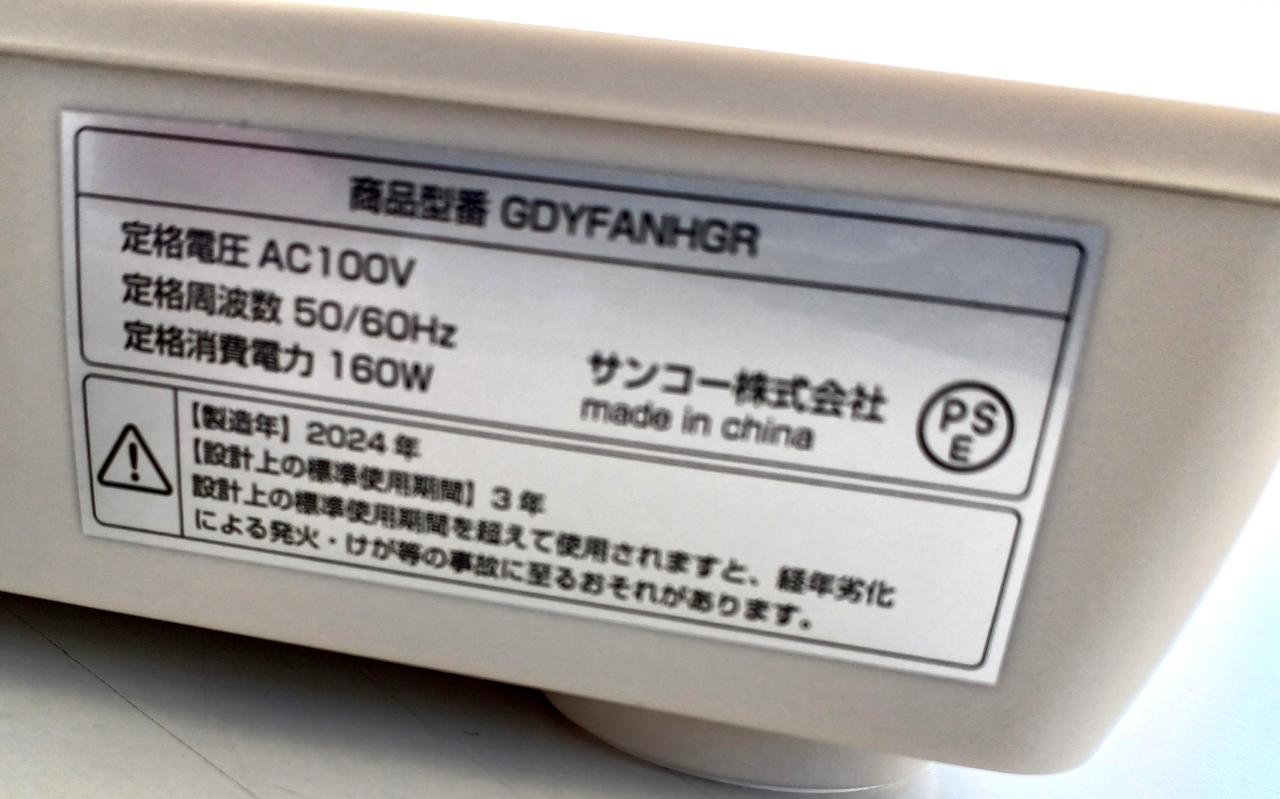 商品型番 GDYFANHGR
定格電圧 AC100V
定格周波数 50/60Hz
定格消費電力 160W
サンコー株式会社
made in china
PS
E
【製造年】2024年
【設計上の標準使用期間】3年
設計上の標準使用期間を超えて使用されますと、経年劣化
による発火・けが等の事故に至るおそれがあります。